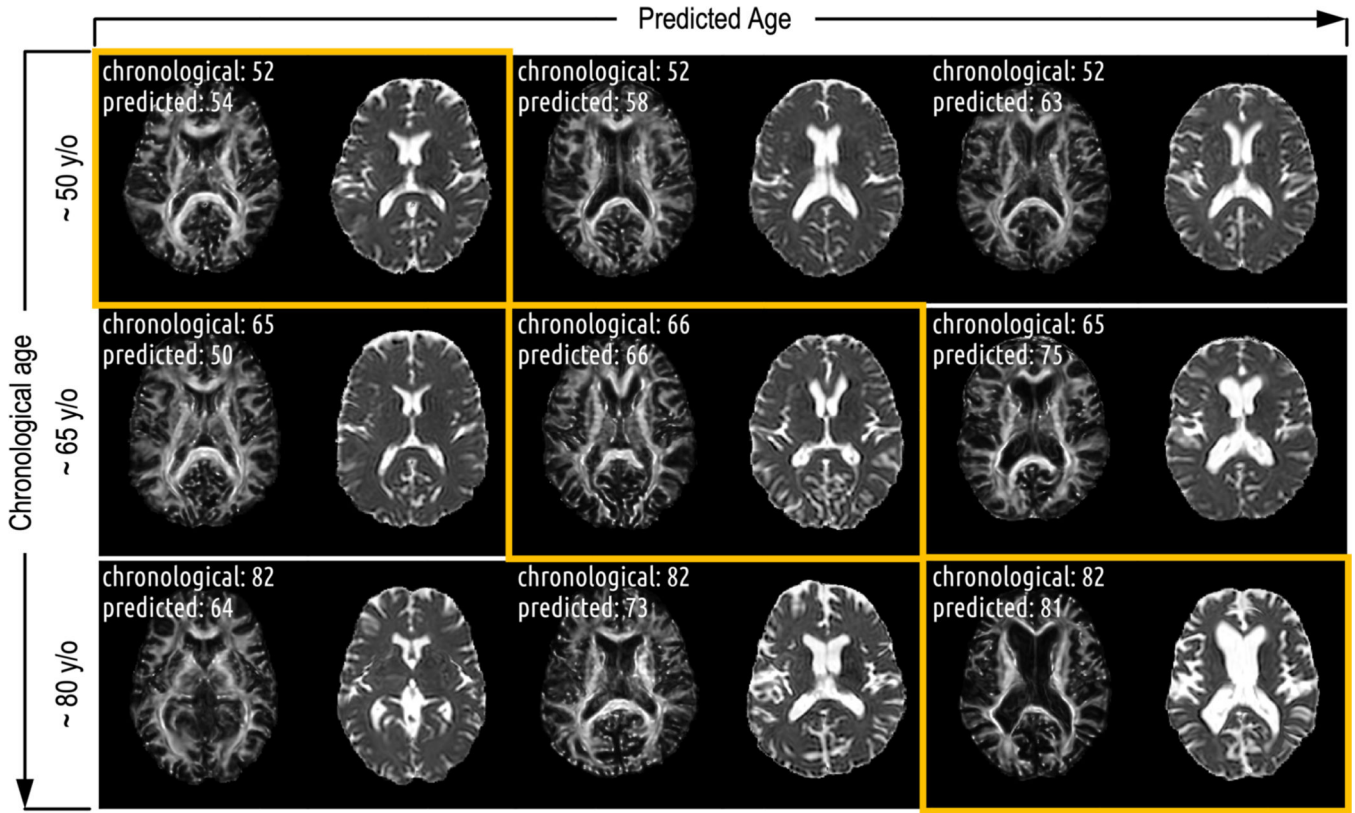 Predicted Age
Chronological age
~ 50 y/o
chronological: 52
predicted: 54
chronological: 52
predicted: 58
chronological: 52
predicted: 63
~ 65 y/o
chronological: 65
predicted: 50
chronological: 66
predicted: 66
chronological: 65
predicted: 75
~ 80 y/o
chronological: 82
predicted: 64
chronological: 82
predicted: 73
chronological: 82
predicted: 81